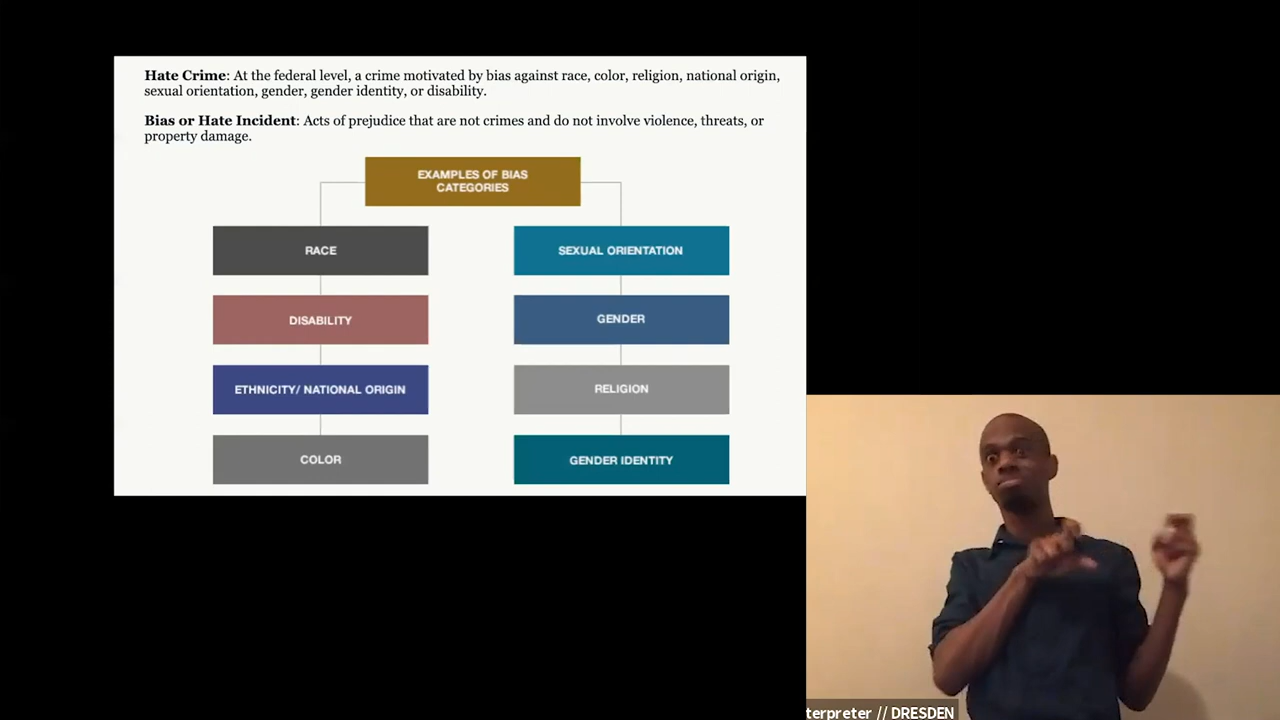 Hate Crime: At the federal level, a crime motivated by bias against race, color, religion, national origin,
sexual orientation, gender, gender identity, or disability.
Bias or Hate Incident: Acts of prejudice that are not crimes and do not involve violence, threats, or
property damage.
EXAMPLES OF BIAS
CATEGORIES
RACE
SEXUAL ORIENTATION
DISABILITY
GENDER
ETHNICITY/ NATIONAL ORIGIN
RELIGION
COLOR
GENDER IDENTITY
terpreter // DRESDEN